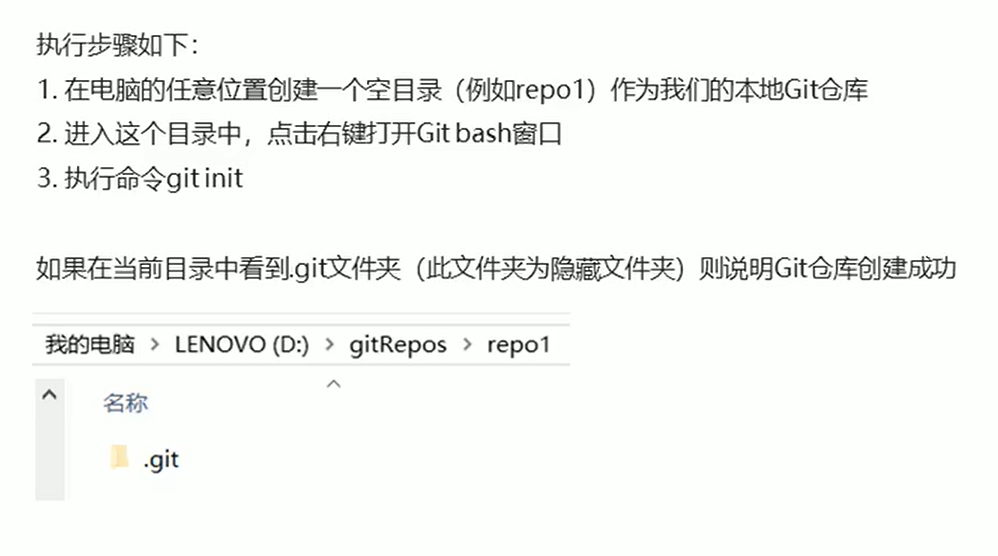 执行步骤如下：
1. 在电脑的任意位置创建一个空目录（例如repo1）作为我们的本地Git仓库
2. 进入这个目录中，点击右键打开Git bash窗口
3. 执行命令git init
如果在当前目录中看到.git文件夹（此文件夹为隐藏文件夹）则说明Git仓库创建成功
我的电脑 > LENOVO (D:) > gitRepos > repo1
名称
.git